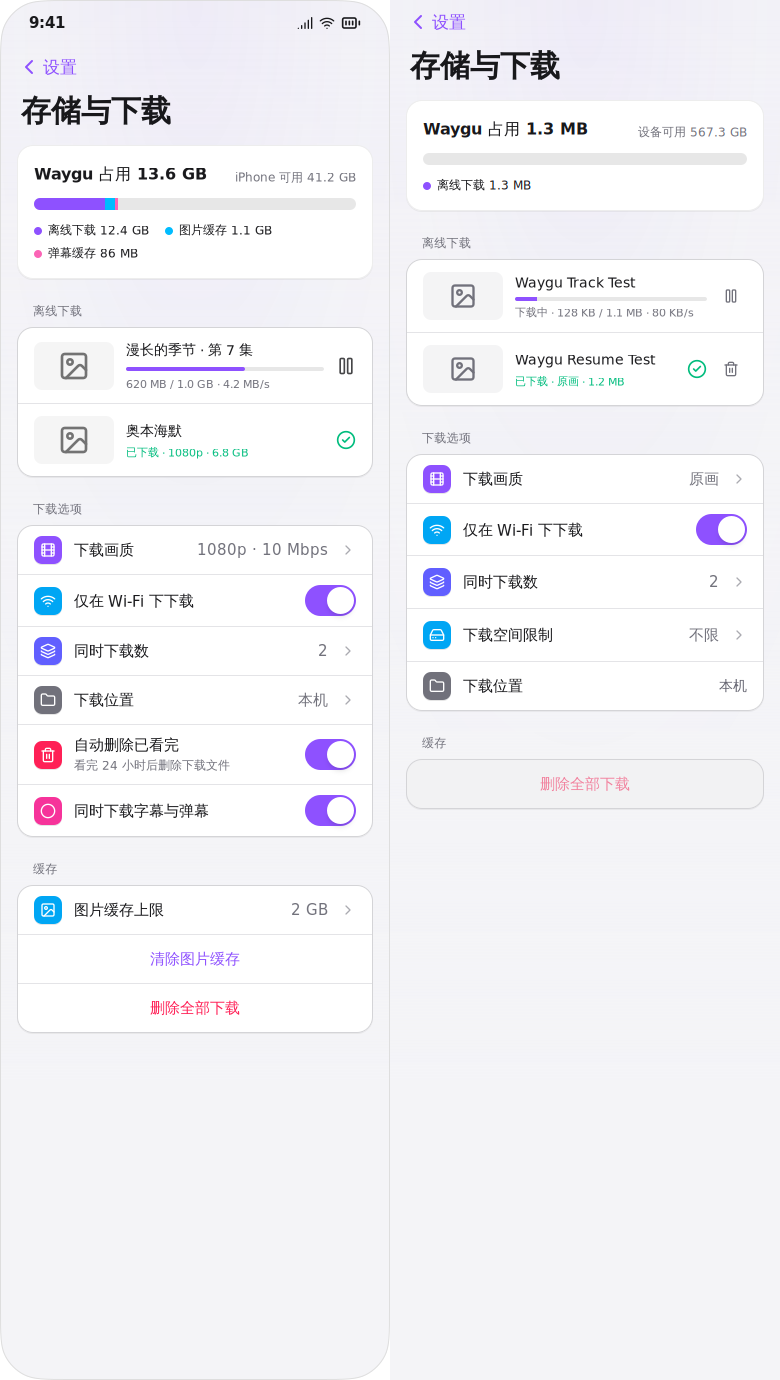 9:41
设置
存储与下载
Waygu 占用 13.6 GB
iPhone 可用 41.2 GB
离线下载 12.4 GB
图片缓存 1.1 GB
弹幕缓存 86 MB
离线下载
漫长的季节 · 第 7 集
620 MB / 1.0 GB · 4.2 MB/s
奥本海默
已下载 · 1080p · 6.8 GB
下载选项
下载画质
1080p · 10 Mbps
仅在 Wi-Fi 下下载
同时下载数
2
下载位置
本机
自动删除已看完
看完 24 小时后删除下载文件
同时下载字幕与弹幕
缓存
图片缓存上限
2 GB
清除图片缓存
删除全部下载
设置
存储与下载
Waygu 占用 1.3 MB
设备可用 567.3 GB
离线下载 1.3 MB
离线下载
Waygu Track Test
下载中 · 128 KB / 1.1 MB · 80 KB/s
Waygu Resume Test
已下载 · 原画 · 1.2 MB
下载选项
下载画质
原画
仅在 Wi-Fi 下下载
同时下载数
2
下载空间限制
不限
下载位置
本机
缓存
删除全部下载